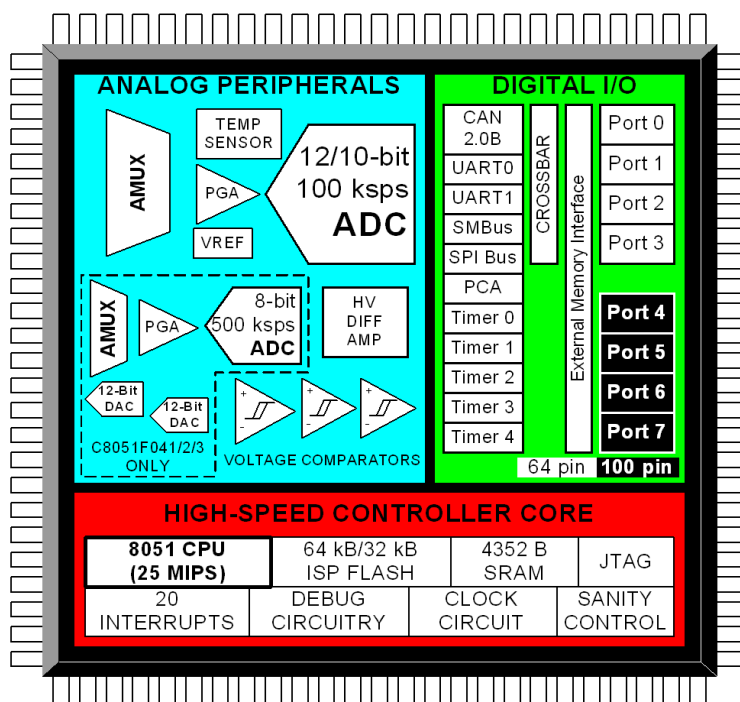 ANALOG PERIPHERALS
AMUX
TEMP
SENSOR
PGA
VREF
12/10-bit
100 ksps
ADC
AMUX
PGA
8-bit
500 ksps
ADC
HV
DIFF
AMP
12-Bit
DAC
12-Bit
DAC
C8051F041/2/3
ONLY
+
-
+
-
+
-
VOLTAGE COMPARATORS
DIGITAL I/O
CAN
2.0B
UART0
UART1
SMBus
SPI Bus
PCA
Timer 0
Timer 1
Timer 2
Timer 3
Timer 4
CROSSBAR
External Memory Interface
Port 0
Port 1
Port 2
Port 3
Port 4
Port 5
Port 6
Port 7
64 pin 100 pin
HIGH-SPEED CONTROLLER CORE
8051 CPU
(25 MIPS)
64 kB/32 kB
ISP FLASH
4352 B
SRAM
JTAG
20
INTERRUPTS
DEBUG
CIRCUITRY
CLOCK
CIRCUIT
SANITY
CONTROL